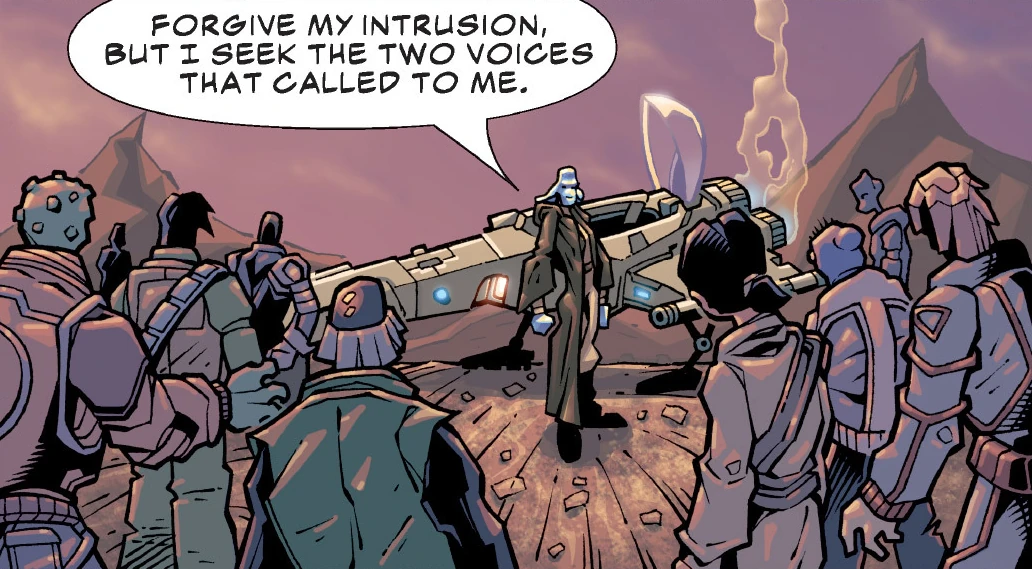 FORGIVE MY INTRUSION,
BUT I SEEK THE TWO VOICES
THAT CALLED TO ME.